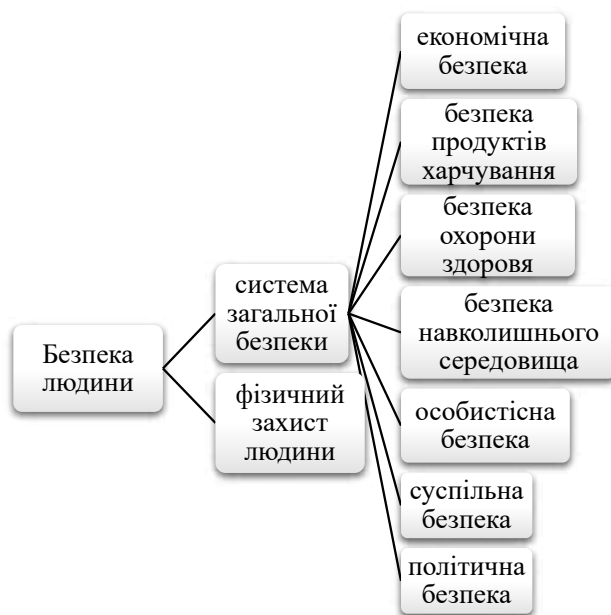 Безпека
людини
система
загальної
безпеки
фізичний
захист
людини
економічна
безпека
безпека
продуктів
харчування
безпека
охорони
здоровя
безпека
навколишнього
середовища
особистісна
безпека
суспільна
безпека
політична
безпека